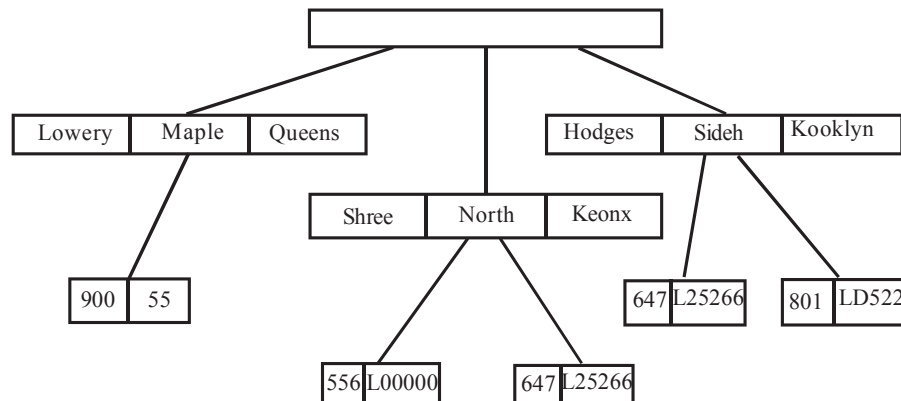 Lowery Maple Queens
Hodges Sideh Kooklyn
Shree North Keonx
900 55
647 L25266
801 LD522
556 L00000
647 L25266